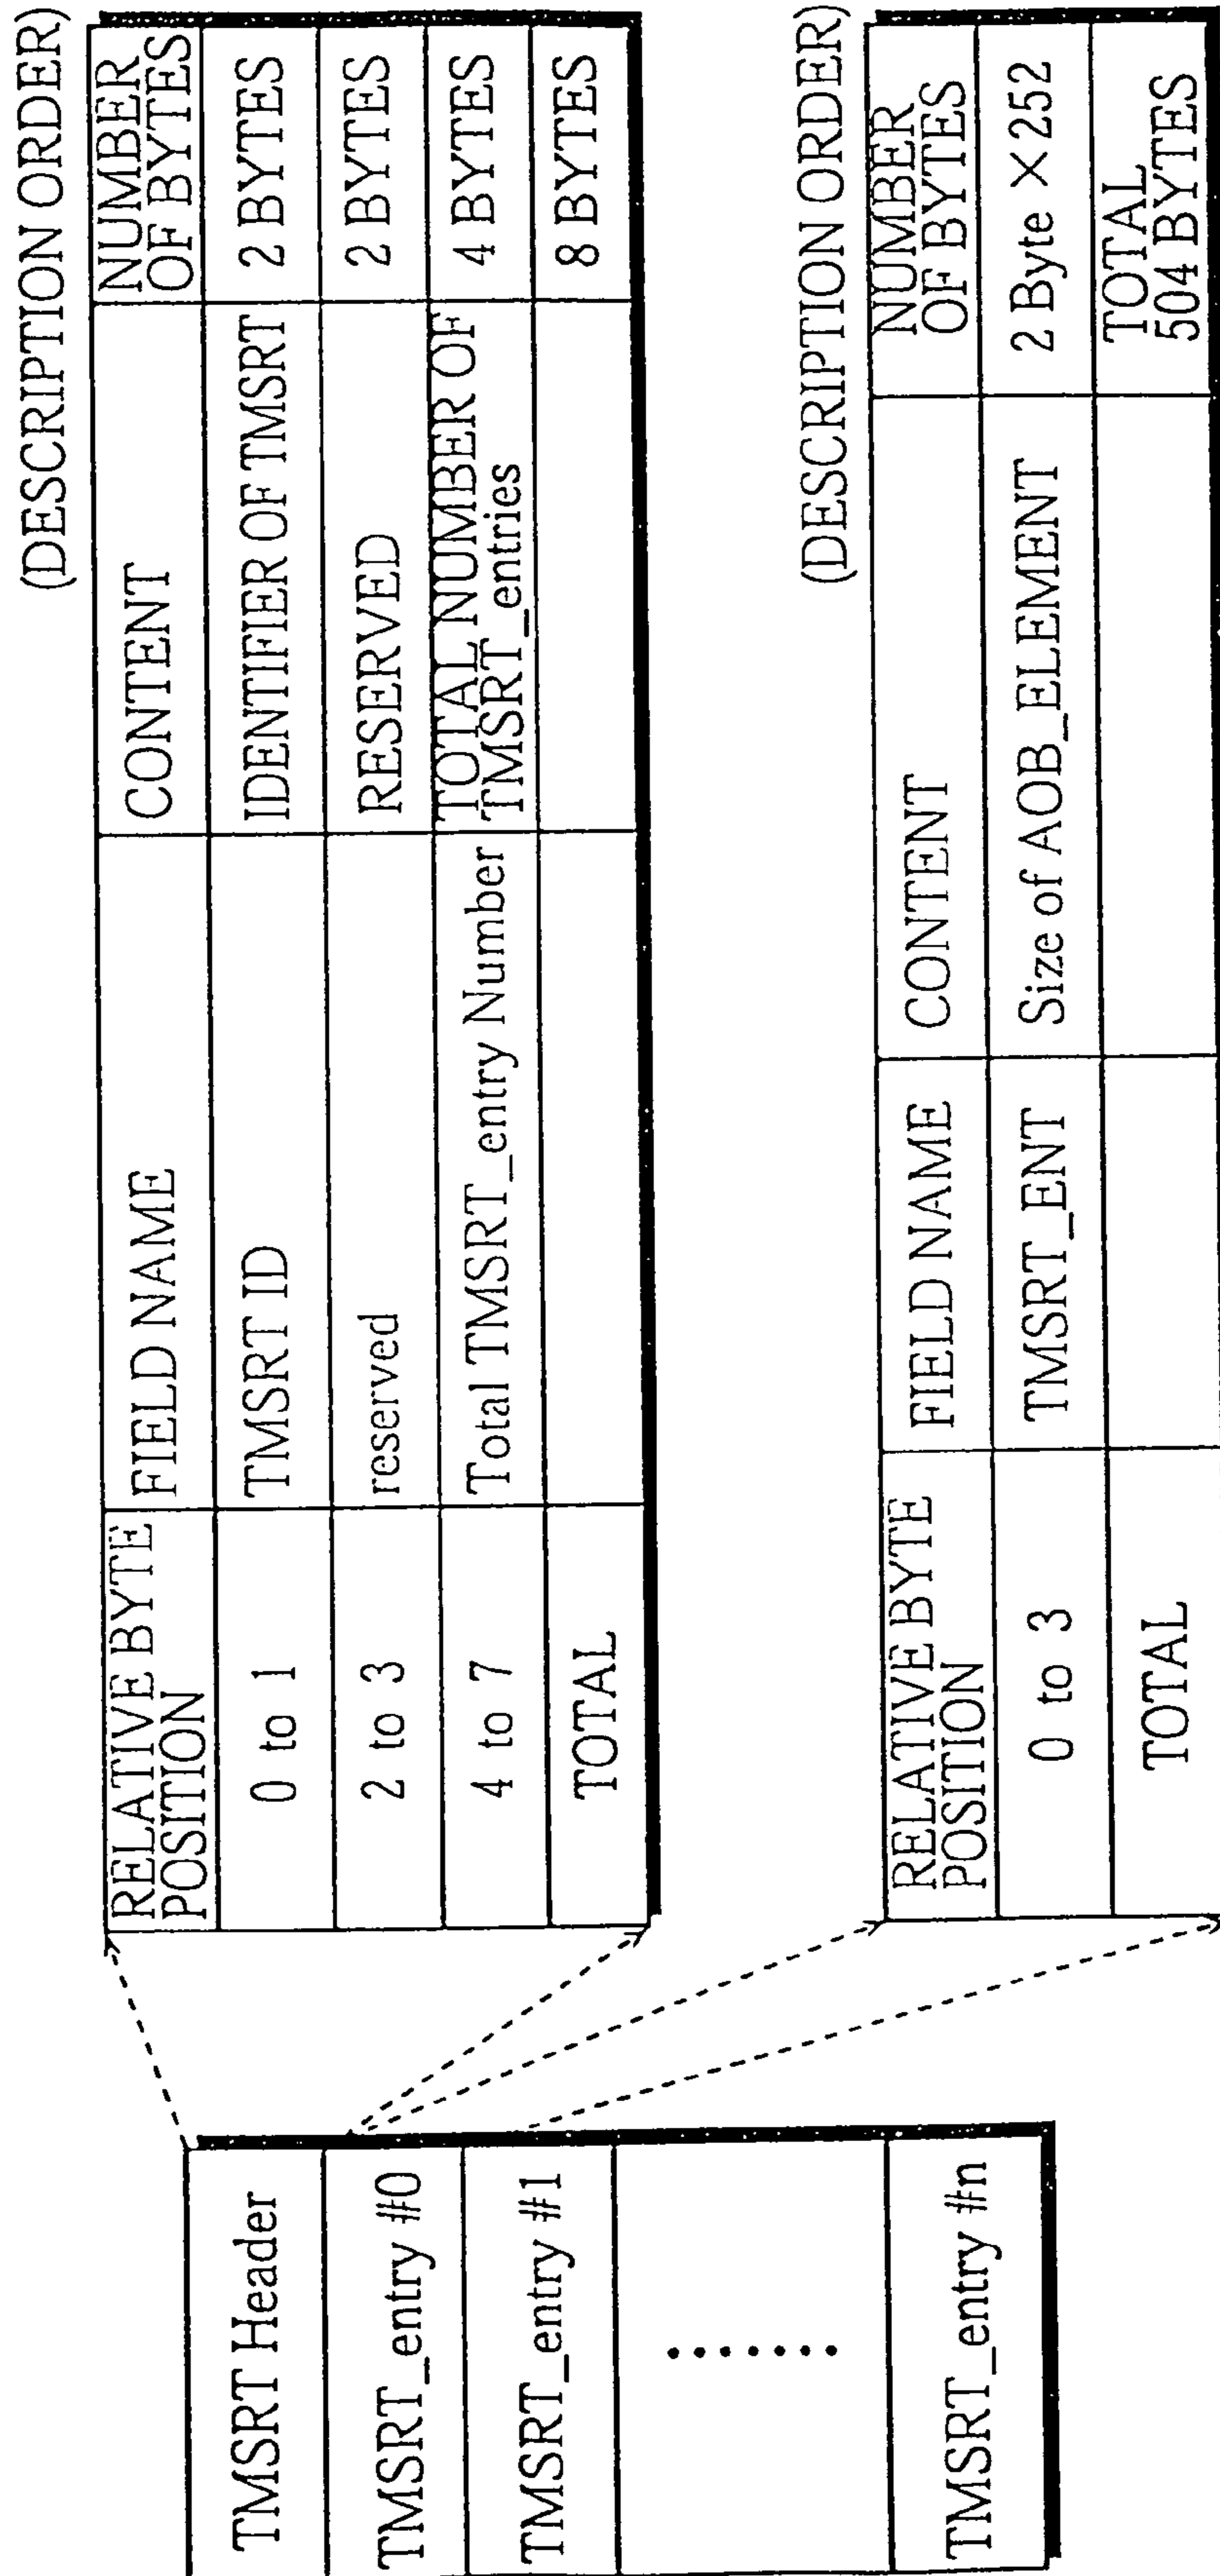 (DESCRIPTION ORDER)
RELATIVE BYTE
POSITION
FIELD NAME
CONTENT
NUMBER
OF BYTES
0 to 1
TMSRT ID
IDENTIFIER OF TMSRT
2 BYTES
2 to 3
reserved
RESERVED
2 BYTES
4 to 7
Total TMSRT_entry Number
TOTAL NUMBER OF
TMSRT_entries
4 BYTES
TOTAL
8 BYTES
TMSRT Header
TMSRT_entry #0
TMSRT_entry #1
.......
TMSRT_entry #n
(DESCRIPTION ORDER)
RELATIVE BYTE
POSITION
FIELD NAME
CONTENT
NUMBER
OF BYTES
0 to 3
TMSRT_ENT
Size of AOB_ELEMENT
2 Byte ×252
TOTAL
TOTAL
504 BYTES